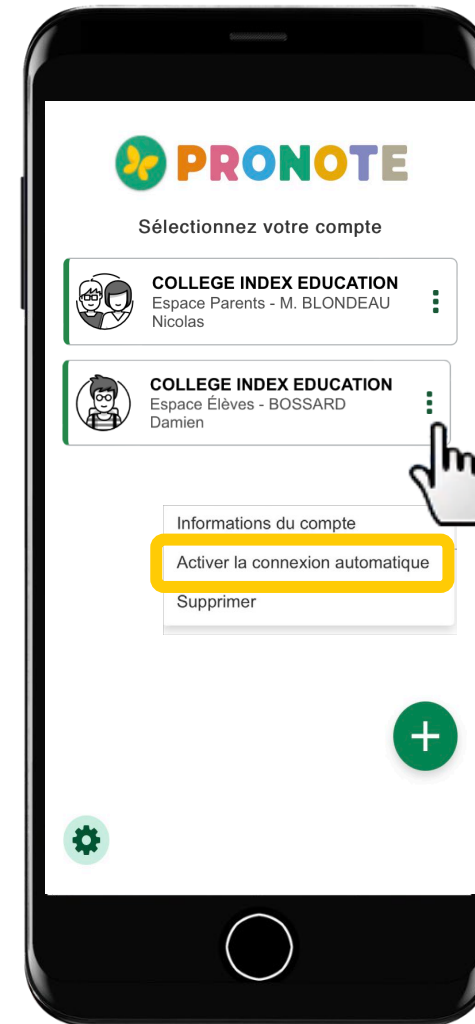 PRONOTE
Sélectionnez votre compte
COLLEGE INDEX EDUCATION
Espace Parents - M. BLONDEAU
Nicolas
COLLEGE INDEX EDUCATION
Espace Élèves - BOSSARD
Damien
Informations du compte
Activer la connexion automatique
Supprimer